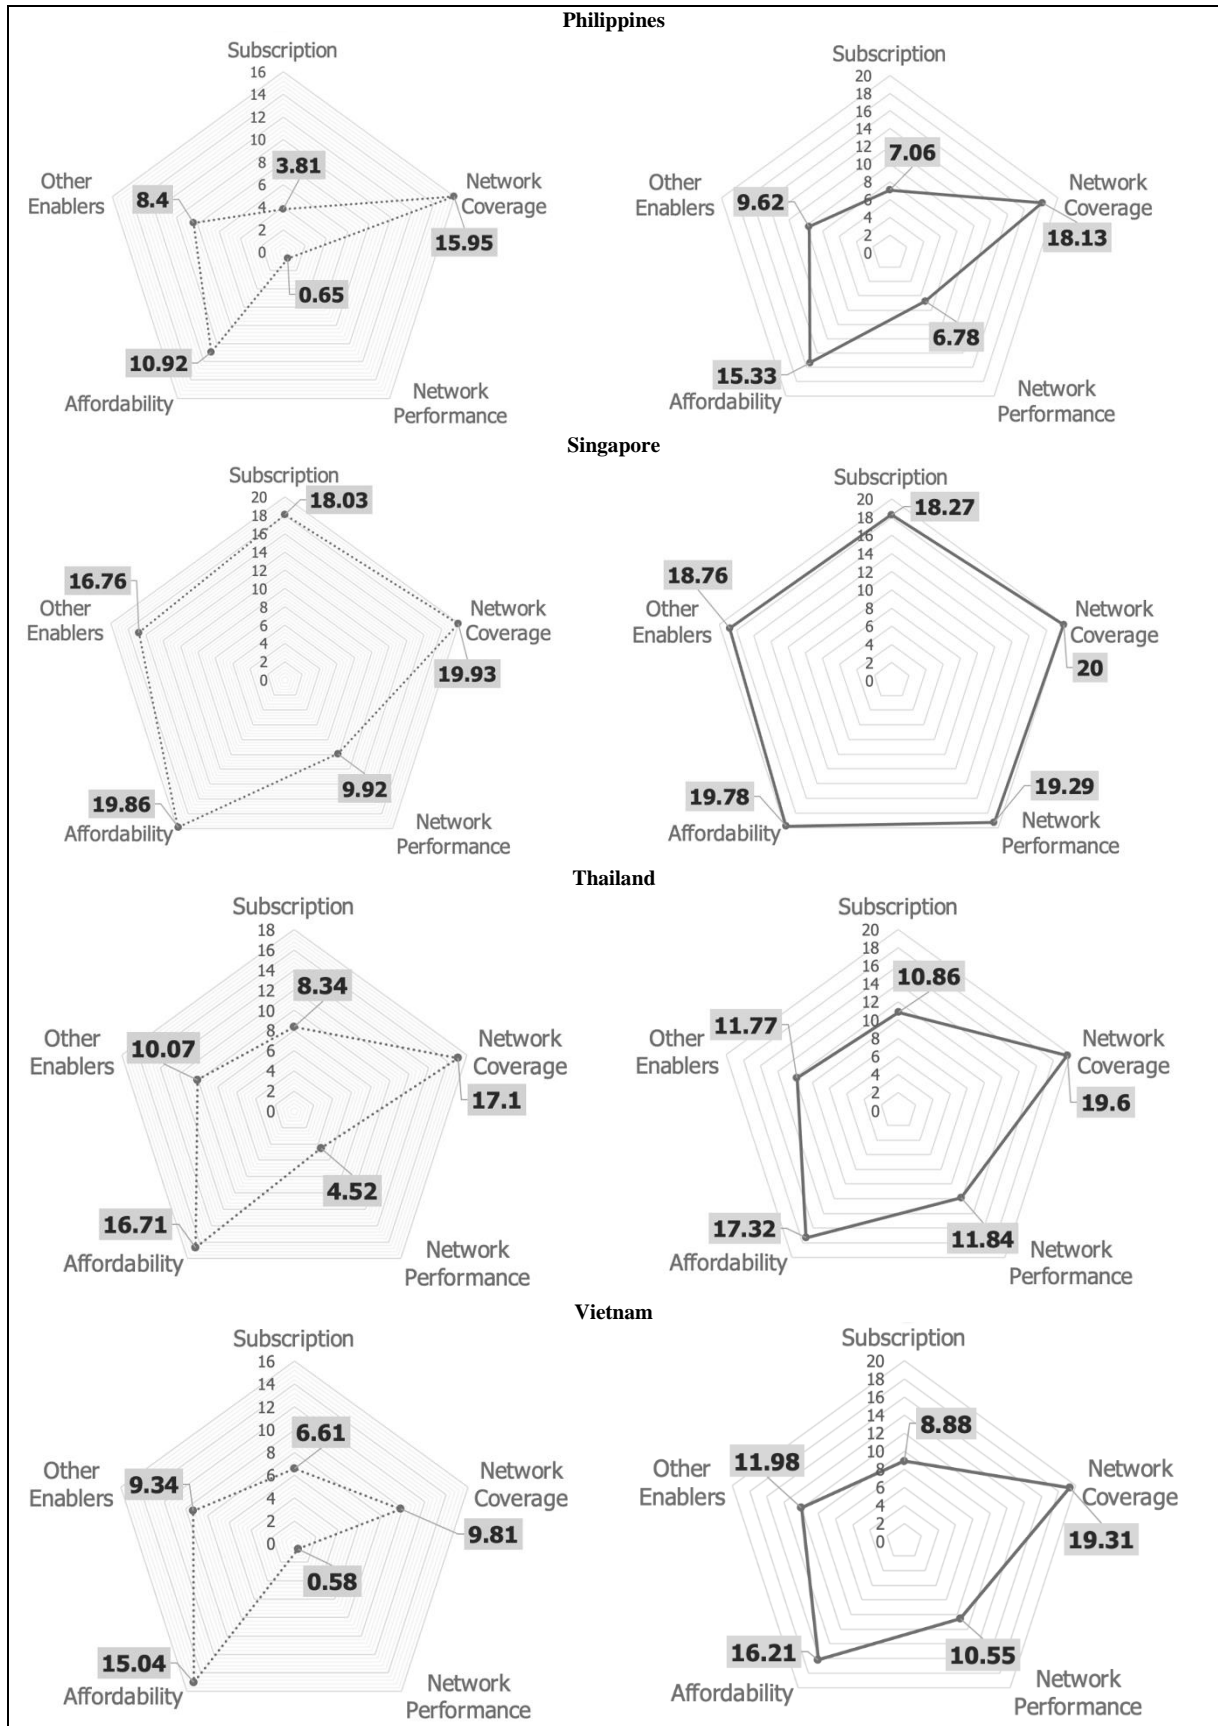 Philippines
Subscription
16
14
12
10
8
6
4
2
0
3.81
Network
Coverage
15.95
0.65
Network
Performance
10.92
Affordability
Other
Enablers
8.4
Subscription
20
18
16
14
12
10
8
6
4
2
0
7.06
Network
Coverage
18.13
6.78
Network
Performance
15.33
Affordability
Other
Enablers
9.62
Singapore
Subscription
20
18
16
14
12
10
8
6
4
2
0
18.03
Network
Coverage
19.93
9.92
Network
Performance
19.86
Affordability
16.76
Other
Enablers
Subscription
20
18
16
14
12
10
8
6
4
2
0
18.27
Network
Coverage
20
19.29
Network
Performance
19.78
Affordability
18.76
Other
Enablers
Thailand
Subscription
18
16
14
12
10
8
6
4
2
0
8.34
Network
Coverage
17.1
4.52
Network
Performance
16.71
Affordability
Other
Enablers
10.07
Subscription
20
18
16
14
12
10
8
6
4
2
0
10.86
Network
Coverage
19.6
11.84
Network
Performance
17.32
Affordability
Other
Enablers
11.77
Vietnam
Subscription
16
14
12
10
8
6
4
2
0
6.61
Network
Coverage
9.81
0.58
Network
Performance
15.04
Affordability
Other
Enablers
9.34
Subscription
20
18
16
14
12
10
8
6
4
2
0
8.88
Network
Coverage
19.31
10.55
Network
Performance
16.21
Affordability
Other
Enablers
11.98